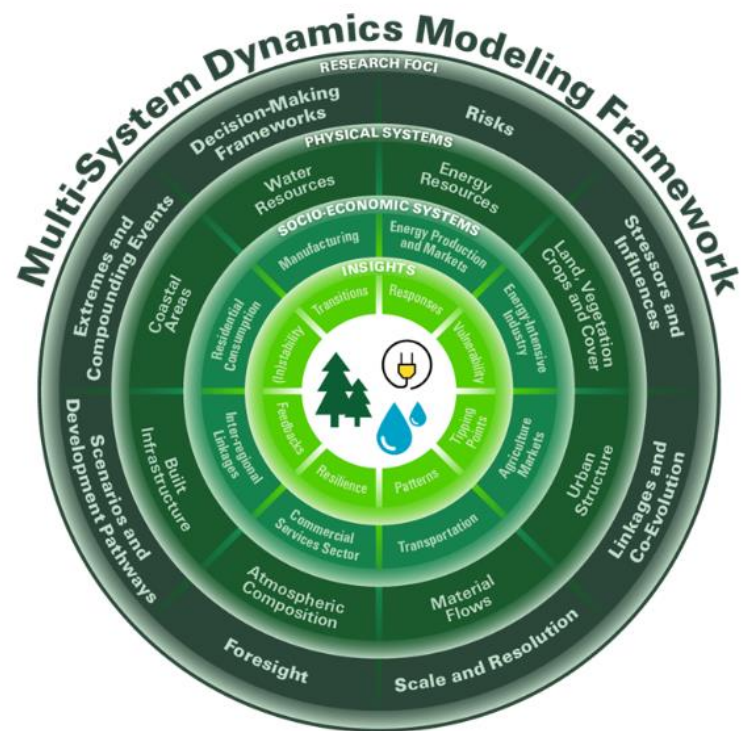 Multi-System Dynamics Modeling Framework
RESEARCH FOCI
Decision-Making
Frameworks
Risks
Stressors and
Influences
Linkages and
Co-Evolution
Scale and Resolution
Foresight
Scenarios and
Development Pathways
Extremes and
Compounding Events
PHYSICAL SYSTEMS
Water
Resources
Energy
Resources
Land, Vegetation
Crops and Cover
Urban
Structure
Material
Flows
Atmospheric
Composition
Built
Infrastructure
Coastal
Areas
SOCIO-ECONOMIC SYSTEMS
Manufacturing
Energy Production
and Markets
Energy-Intensive
Industry
Agriculture
Markets
Transportation
Commercial
Services Sector
Inter-regional
Linkages
Residential
Consumption
INSIGHTS
Transitions
Responses
Vulnerability
Tipping
Points
Patterns
Resilience
Feedbacks
(In)stability